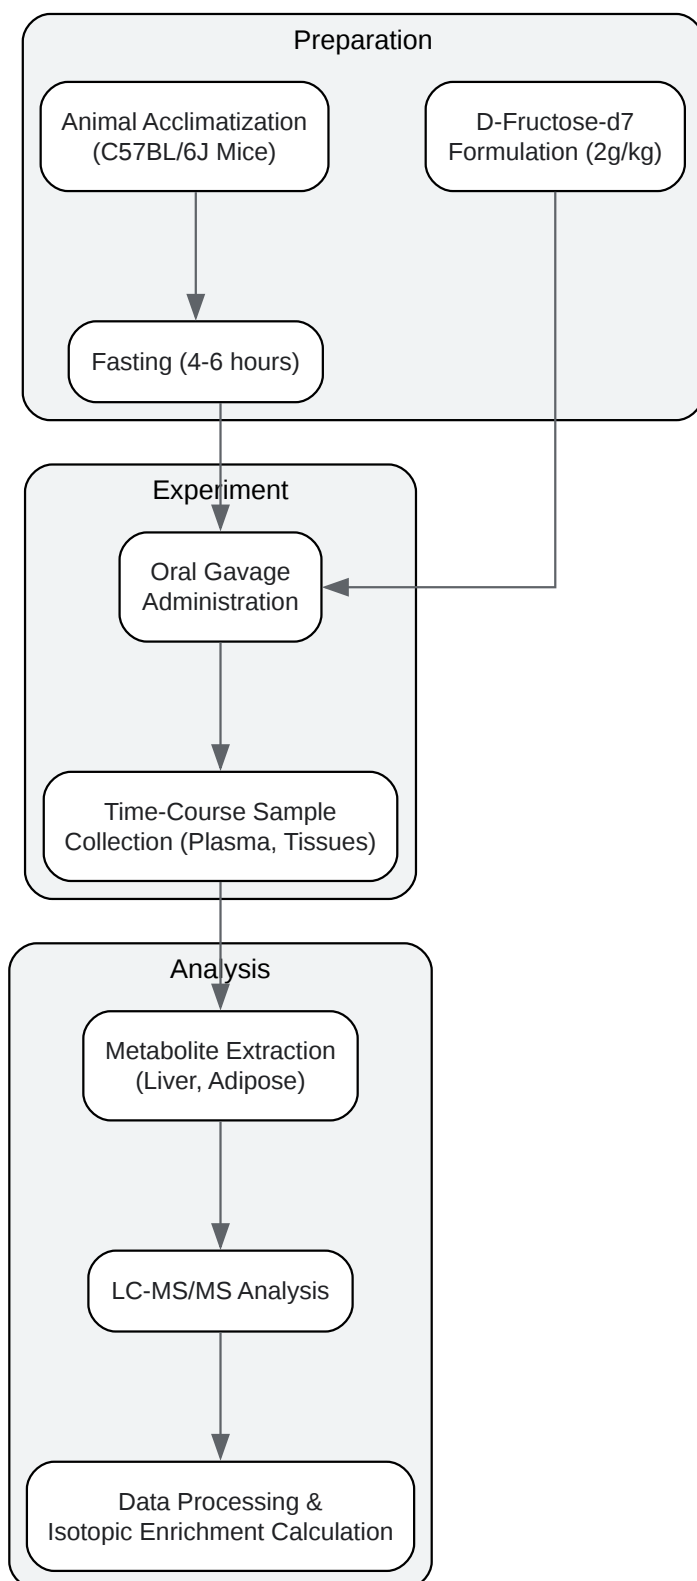 Preparation
Animal Acclimatization
(C57BL/6J Mice)
D-Fructose-d7
Formulation (2g/kg)
Fasting (4-6 hours)
Experiment
Oral Gavage
Administration
Time-Course Sample
Collection (Plasma, Tissues)
Analysis
Metabolite Extraction
(Liver, Adipose)
LC-MS/MS Analysis
Data Processing &
Isotopic Enrichment Calculation